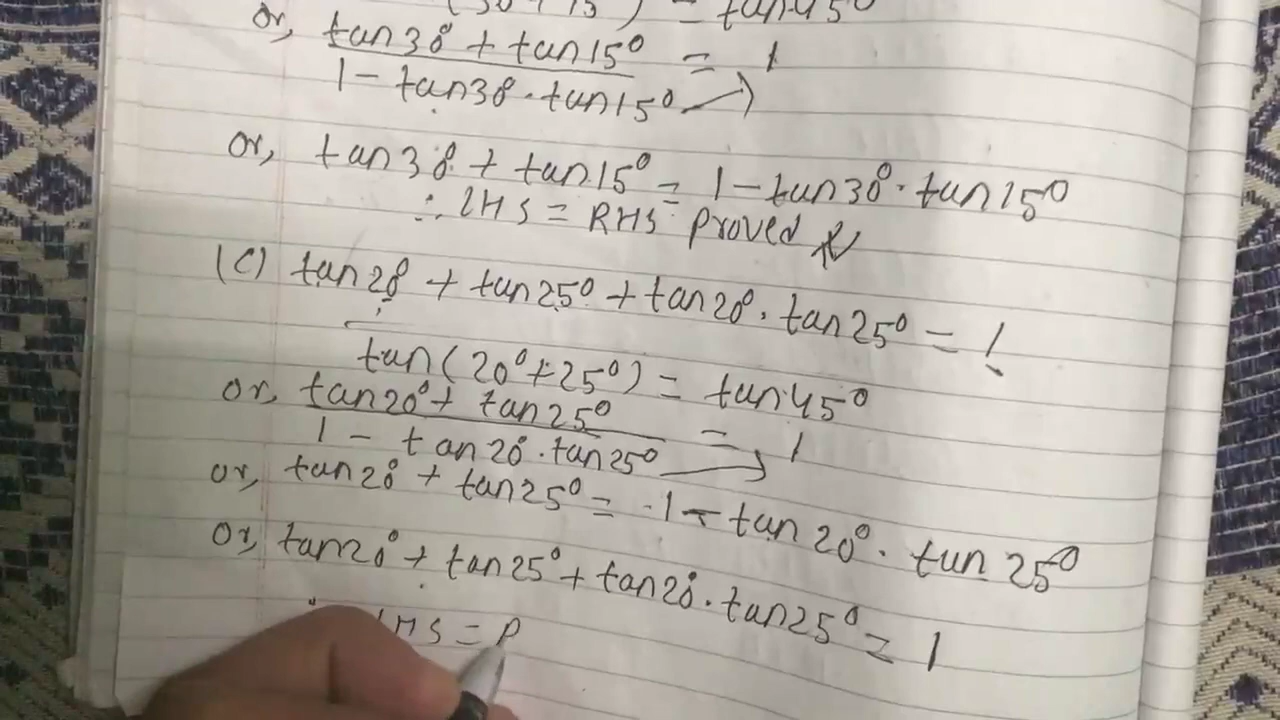 = tan45°
or, tan30° + tan15° = 1
1 - tan30° . tan15°
or, tan30° + tan15° = 1 - tan30° . tan15°
∴ LHS = RHS proved
(C) tan20° + tan25° + tan20° . tan25° = 1
tan(20° + 25°) = tan45°
or, tan20° + tan25° = 1
1 - tan20° . tan25°
or, tan20° + tan25° = 1 - tan20° . tan25°
or, tan20° + tan25° + tan20° . tan25° = 1
LHS =